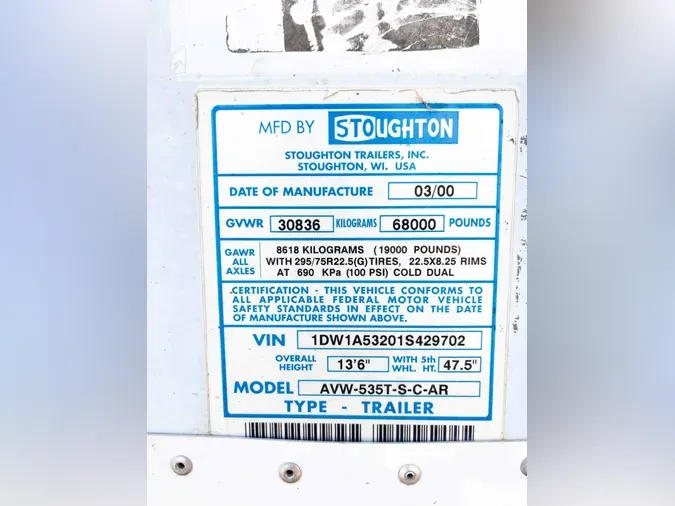 MFD BY STOUGHTON
STOUGHTON TRAILERS, INC.
STOUGHTON, WI. USA
DATE OF MANUFACTURE 03/00
GVWR 30836 KILOGRAMS 68000 POUNDS
GAWR ALL AXLES
8618 KILOGRAMS (19000 POUNDS)
WITH 295/75R22.5(G)TIRES, 22.5X8.25 RIMS
AT 690 KPa (100 PSI) COLD DUAL
CERTIFICATION - THIS VEHICLE CONFORMS TO
ALL APPLICABLE FEDERAL MOTOR VEHICLE
SAFETY STANDARDS IN EFFECT ON THE DATE
OF MANUFACTURE SHOWN ABOVE.
VIN 1DW1A53201S429702
OVERALL HEIGHT 13'6" WITH 5th WHL. HT. 47.5"
MODEL AVW-535T-S-C-AR
TYPE - TRAILER